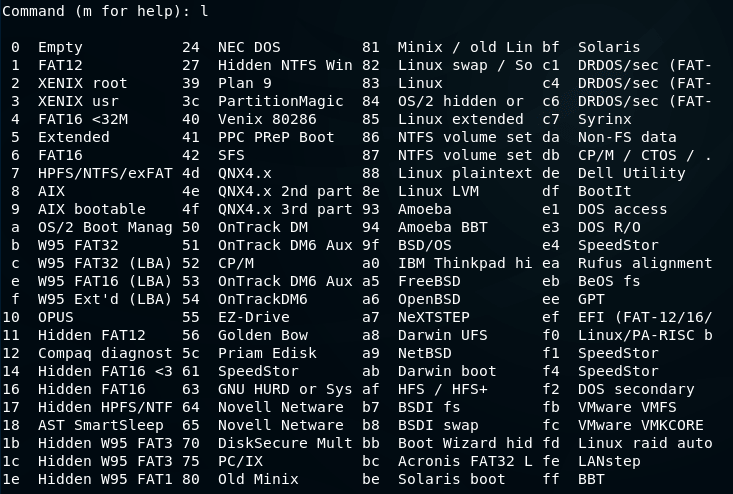 Command (m for help): l
0 Empty 24 NEC DOS 81 Minix / old Lin bf Solaris
1 FAT12 27 Hidden NTFS Win 82 Linux swap / So c1 DRDOS/sec (FAT-
2 XENIX root 39 Plan 9 83 Linux c4 DRDOS/sec (FAT-
3 XENIX usr 3c PartitionMagic 84 OS/2 hidden or c6 DRDOS/sec (FAT-
4 FAT16 <32M 40 Venix 80286 85 Linux extended c7 Syrinx
5 Extended 41 PPC PReP Boot 86 NTFS volume set da Non-FS data
6 FAT16 42 SFS 87 NTFS volume set db CP/M / CTOS / .
7 HPFS/NTFS/exFAT 4d QNX4.x 88 Linux plaintext de Dell Utility
8 AIX 4e QNX4.x 2nd part 8e Linux LVM df BootIt
9 AIX bootable 4f QNX4.x 3rd part 93 Amoeba e1 DOS access
a OS/2 Boot Manag 50 OnTrack DM 94 Amoeba BBT e3 DOS R/O
b W95 FAT32 51 OnTrack DM6 Aux 9f BSD/OS e4 SpeedStor
c W95 FAT32 (LBA) 52 CP/M a0 IBM Thinkpad hi ea Rufus alignment
e W95 FAT16 (LBA) 53 OnTrack DM6 Aux a5 FreeBSD eb BeOS fs
f W95 Ext'd (LBA) 54 OnTrackDM6 a6 OpenBSD ee GPT
10 OPUS 55 EZ-Drive a7 NeXTSTEP ef EFI (FAT-12/16/
11 Hidden FAT12 56 Golden Bow a8 Darwin UFS f0 Linux/PA-RISC b
12 Compaq diagnost 5c Priam Edisk a9 NetBSD f1 SpeedStor
14 Hidden FAT16 <3 61 SpeedStor ab Darwin boot f4 SpeedStor
16 Hidden FAT16 63 GNU HURD or Sys af HFS / HFS+ f2 DOS secondary
17 Hidden HPFS/NTF 64 Novell Netware b7 BSDI fs fb VMware VMFS
18 AST SmartSleep 65 Novell Netware b8 BSDI swap fc VMware VMKCORE
1b Hidden W95 FAT3 70 DiskSecure Mult bb Boot Wizard hid fd Linux raid auto
1c Hidden W95 FAT3 75 PC/IX bc Acronis FAT32 L fe LANstep
1e Hidden W95 FAT1 80 Old Minix be Solaris boot ff BBT